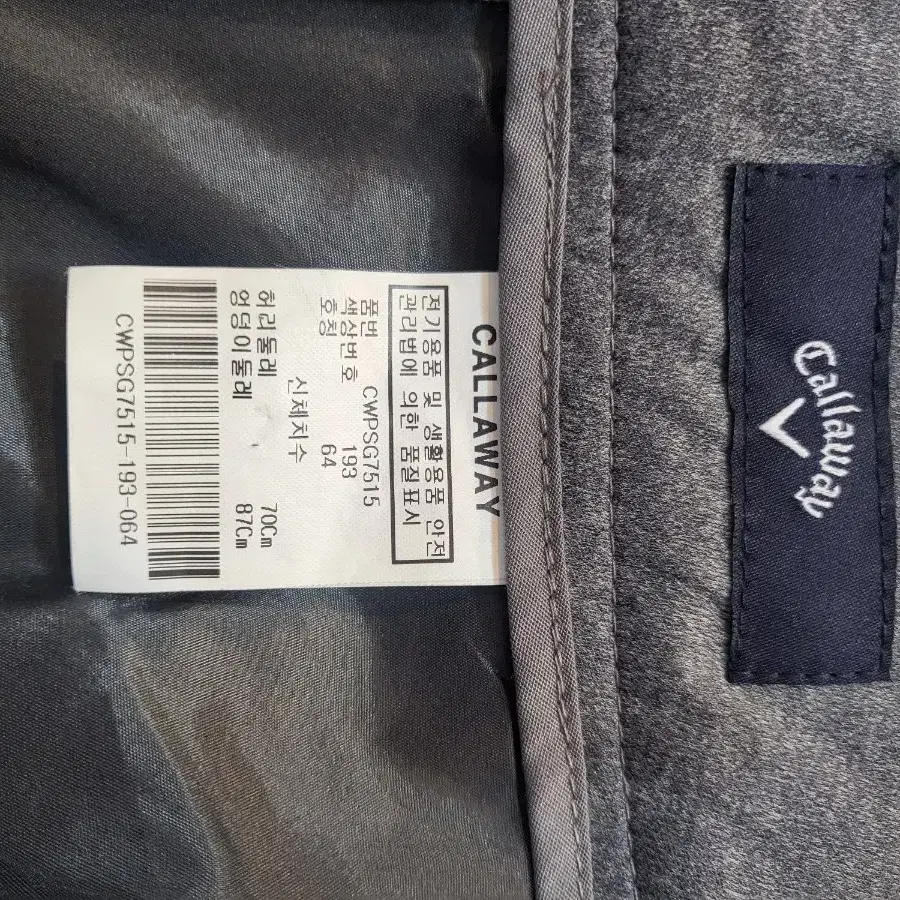 CALLAWAY
전기용품 및 생활용품 안전
관리법에 의한 품질표시
품번 CWPSG7515
색상번호 193
호칭 64
신체치수
허리둘레 70Cm
엉덩이둘레 87Cm
CWPSG7515-193-064
Callaway